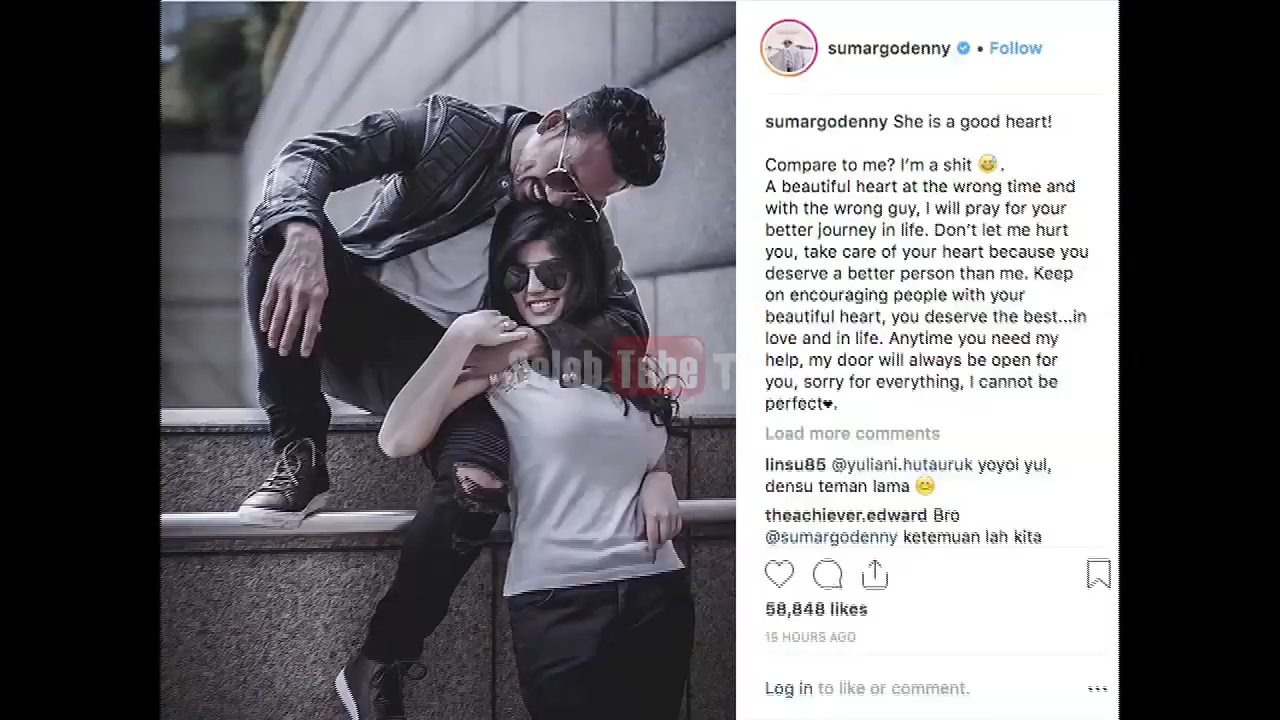 sumargodenny • Follow
sumargodenny She is a good heart!
Compare to me? I'm a shit 😅.
A beautiful heart at the wrong time and
with the wrong guy, I will pray for your
better journey in life. Don't let me hurt
you, take care of your heart because you
deserve a better person than me. Keep
on encouraging people with your
beautiful heart, you deserve the best...in
love and in life. Anytime you need my
help, my door will always be open for
you, sorry for everything, I cannot be
perfect❤.
Load more comments
linsu85 @yuliani.hutauruk yoyoi yul,
densu teman lama 😊
theachiever.edward Bro
@sumargodenny ketemuan lah kita
58,848 likes
15 HOURS AGO
Log in to like or comment.
Celeb Tube T